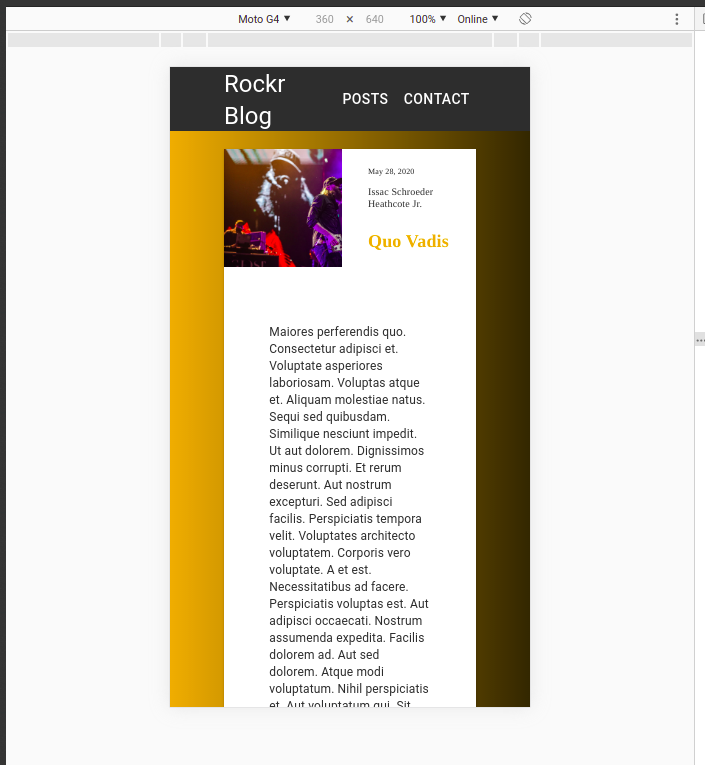 Moto G4 ▼ 360 × 640 100% ▼ Online ▼
Rockr
Blog
POSTS CONTACT
May 28, 2020
Issac Schroeder
Heathcote Jr.
Quo Vadis
Maiores perferendis quo.
Consectetur adipisci et.
Voluptate asperiores
laboriosam. Voluptas atque
et. Aliquam molestiae natus.
Sequi sed quibusdam.
Similique nesciunt impedit.
Ut aut dolorem. Dignissimos
minus corrupti. Et rerum
deserunt. Aut nostrum
excepturi. Sed adipisci
facilis. Perspiciatis tempora
velit. Voluptates architecto
voluptatem. Corporis vero
voluptate. A et est.
Necessitatibus ad facere.
Perspiciatis voluptas est. Aut
adipisci occaecati. Nostrum
assumenda expedita. Facilis
dolorem ad. Aut sed
dolorem. Atque modi
voluptatum. Nihil perspiciatis
et. Aut voluptatum qui. Sit